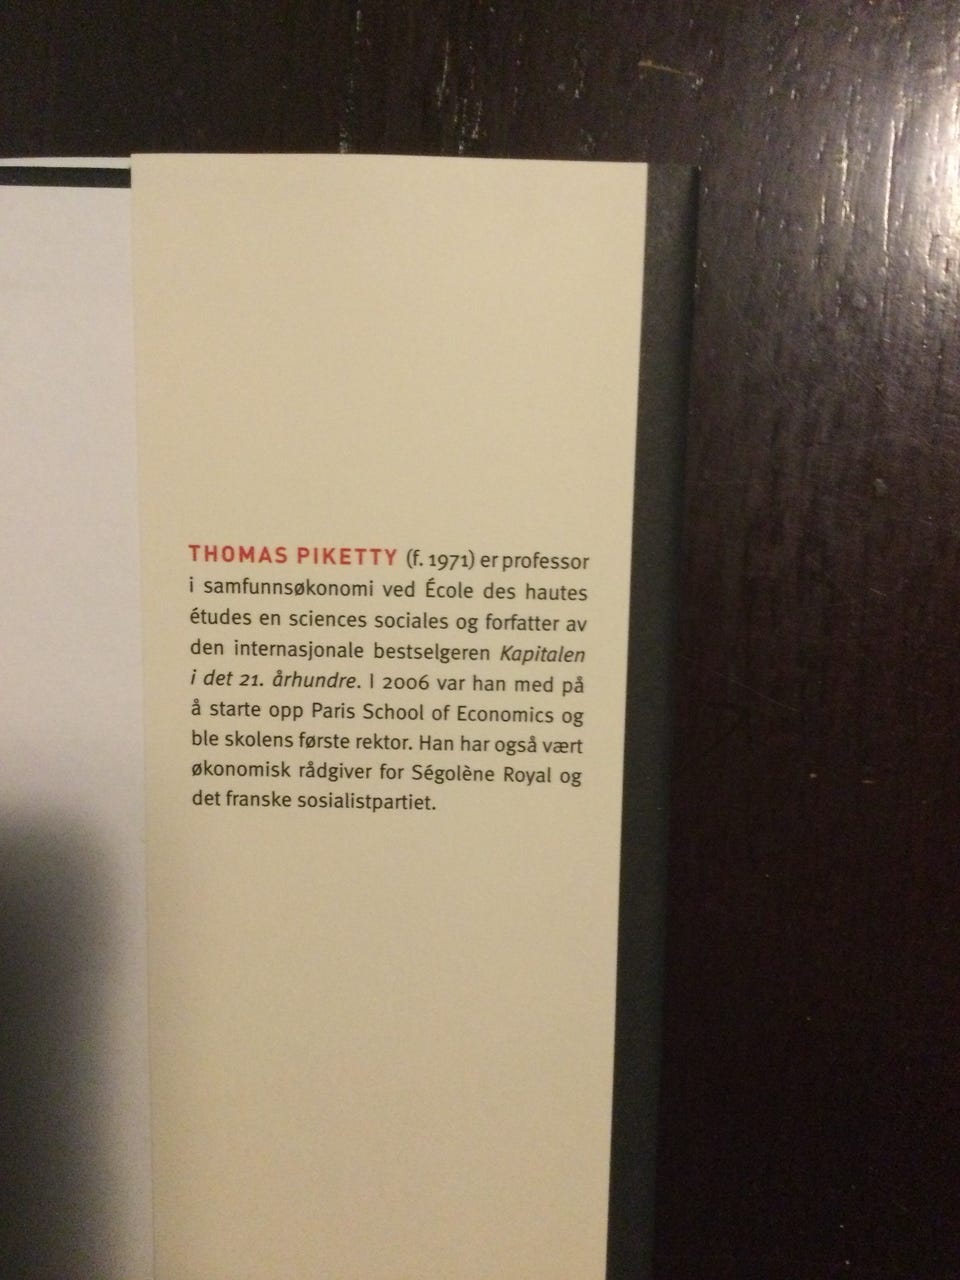 THOMAS PIKETTY (f. 1971) er professor
i samfunnsøkonomi ved École des hautes
études en sciences sociales og forfatter av
den internasjonale bestselgeren Kapitalen
i det 21. århundre. I 2006 var han med på
å starte opp Paris School of Economics og
ble skolens første rektor. Han har også vært
økonomisk rådgiver for Ségolène Royal og
det franske sosialistpartiet.